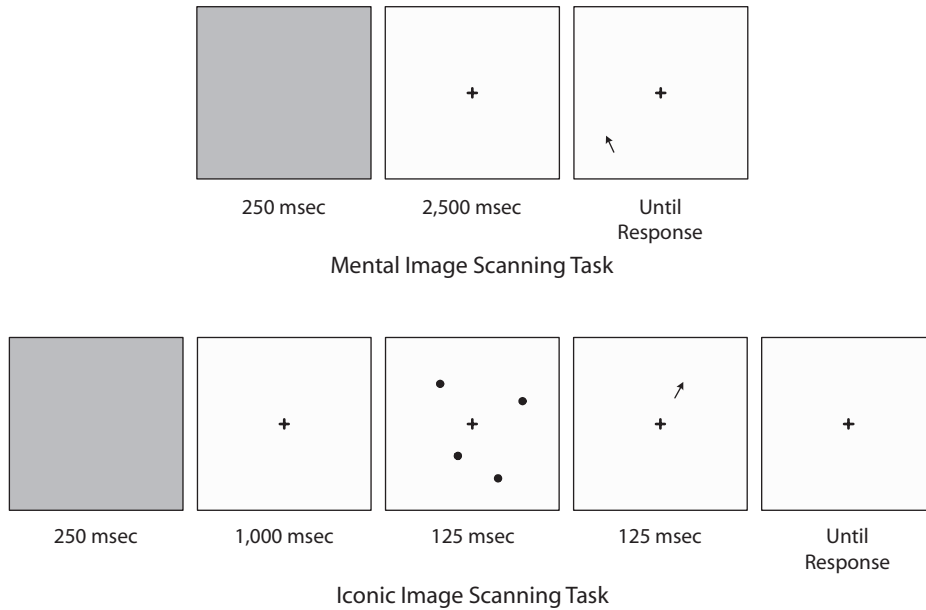 250 msec
2,500 msec
Until
Response
Mental Image Scanning Task
250 msec
1,000 msec
125 msec
125 msec
Until
Response
Iconic Image Scanning Task